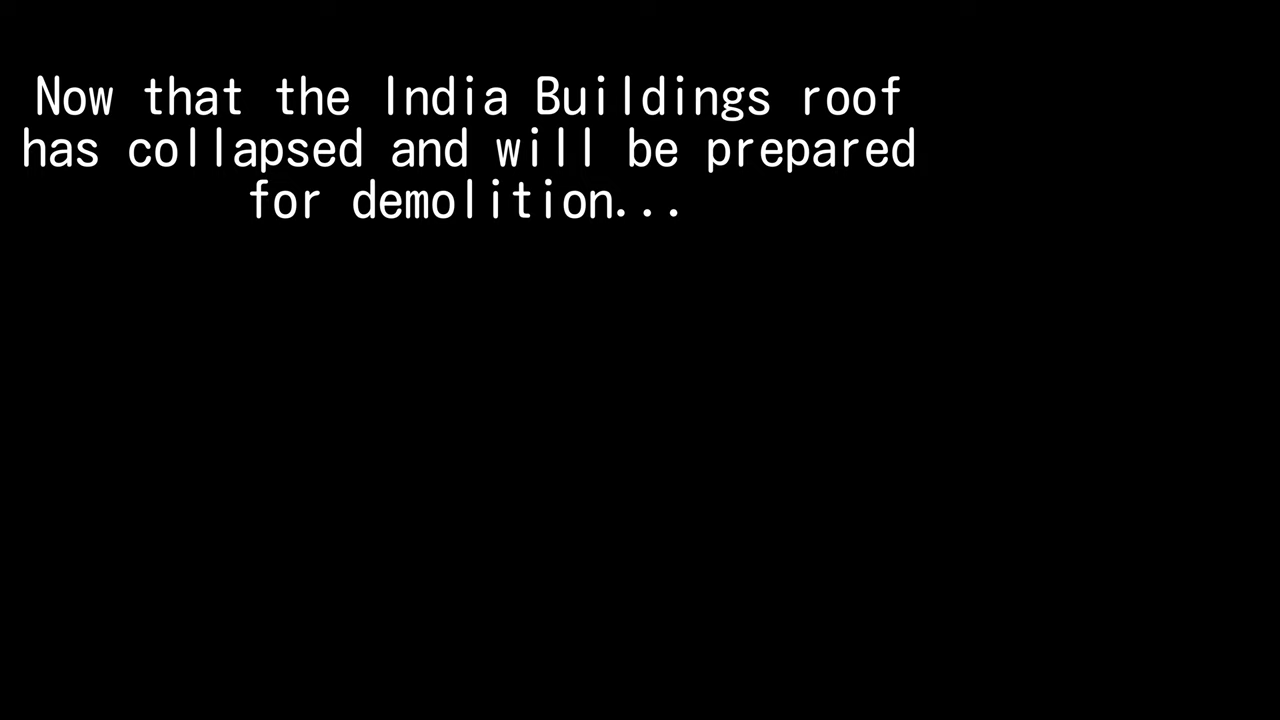 Now that the India Buildings roof
has collapsed and will be prepared
for demolition...